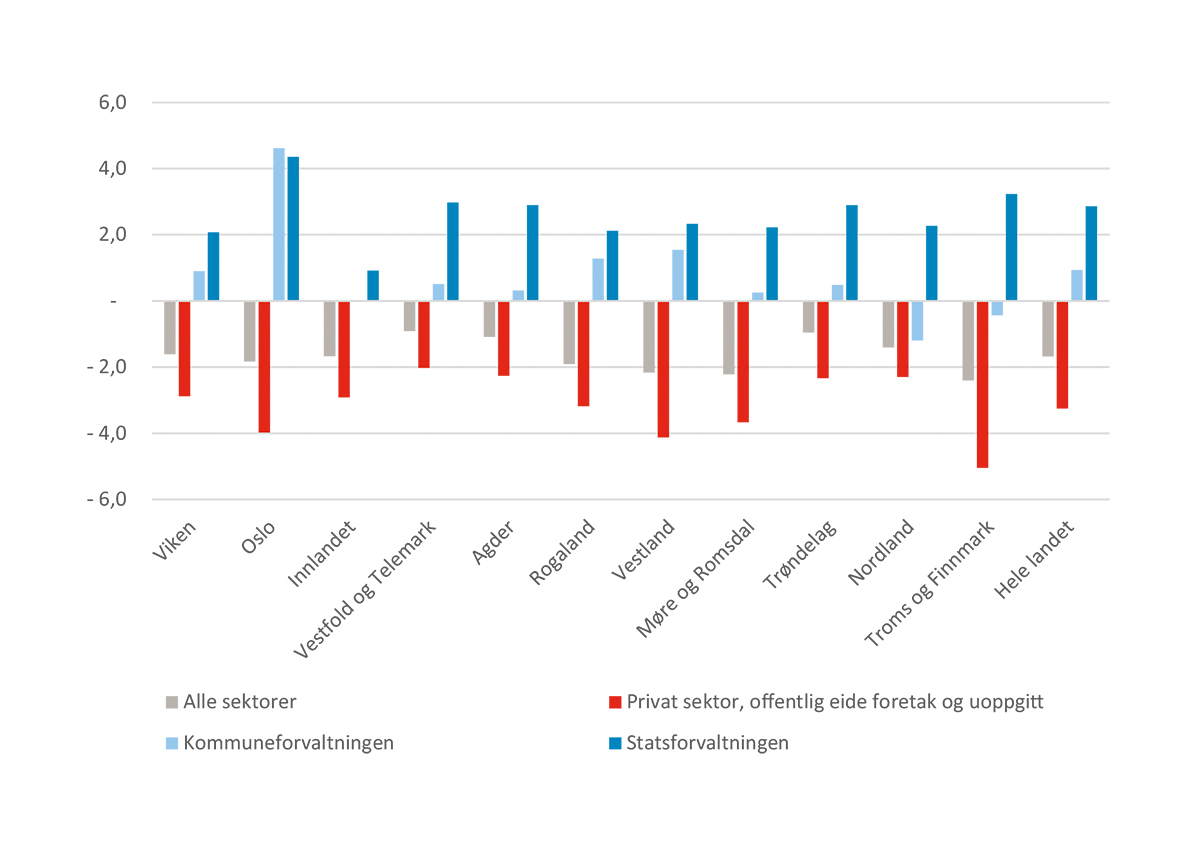 6,0
4,0
2,0
-
- 2,0
- 4,0
- 6,0
Viken
Oslo
Innlandet
Vestfold og Telemark
Agder
Rogaland
Vestland
Møre og Romsdal
Trøndelag
Nordland
Troms og Finnmark
Hele landet
Alle sektorer
Privat sektor, offentlig eide foretak og uoppgitt
Kommuneforvaltningen
Statsforvaltningen